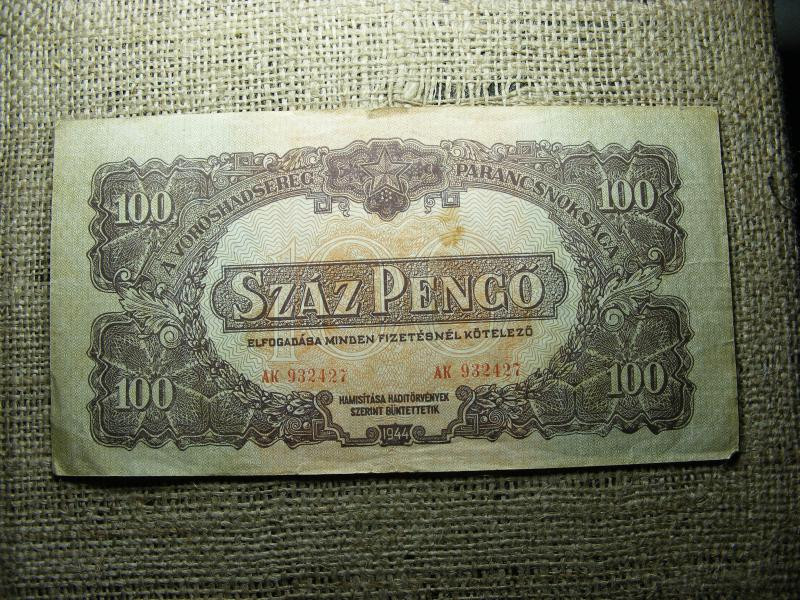 A VÖRÖSHADSEREG PARANCSNOKSÁGA
100 100
100
SZÁZ PENGŐ
ELFOGADÁSA MINDEN FIZETÉSNÉL KÖTELEZŐ
AK 932427 AK 932427
100 100
HAMISÍTÁSA HADITÖRVÉNYEK
SZERINT BÜNTETTETIK
1944